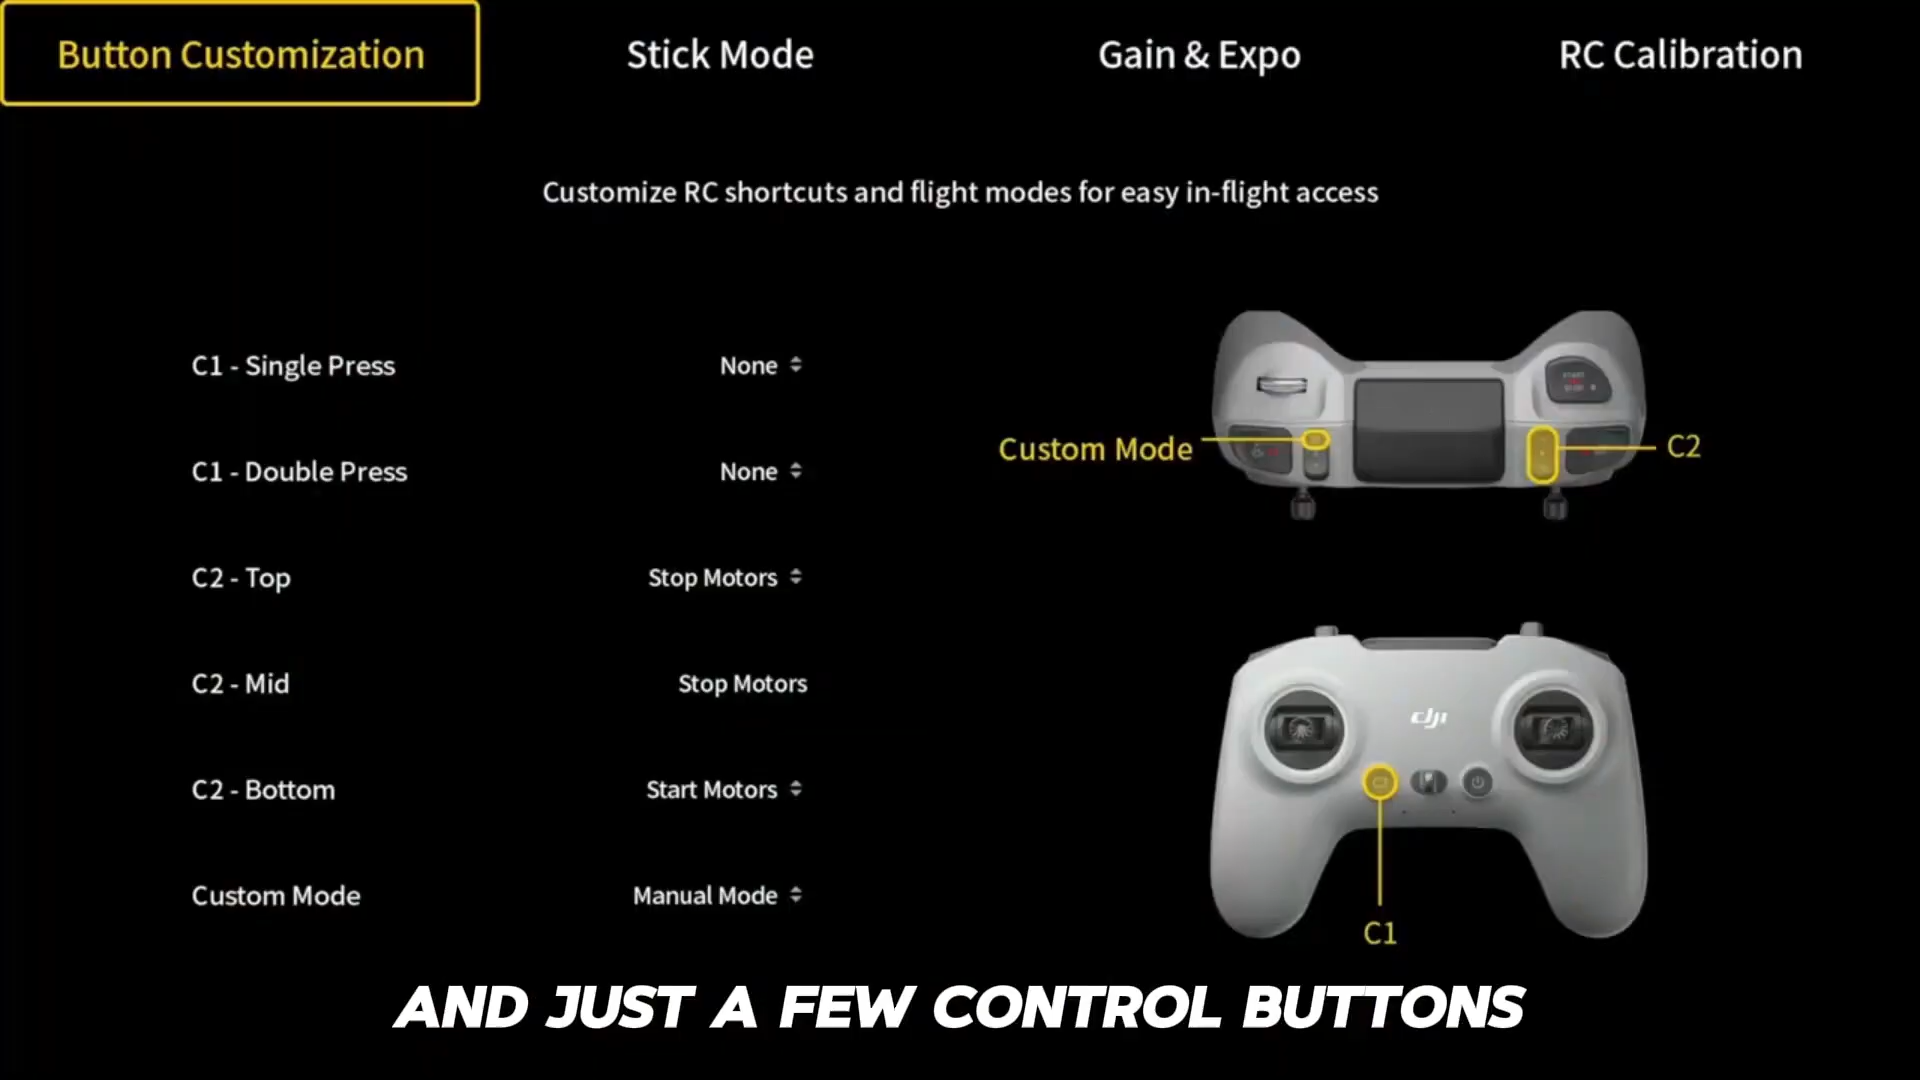 Button Customization
Stick Mode
Gain & Expo
RC Calibration
Customize RC shortcuts and flight modes for easy in-flight access
C1 - Single Press
None
C1 - Double Press
None
C2 - Top
Stop Motors
C2 - Mid
Stop Motors
C2 - Bottom
Start Motors
Custom Mode
Manual Mode
Custom Mode
C2
dji
C1
AND JUST A FEW CONTROL BUTTONS